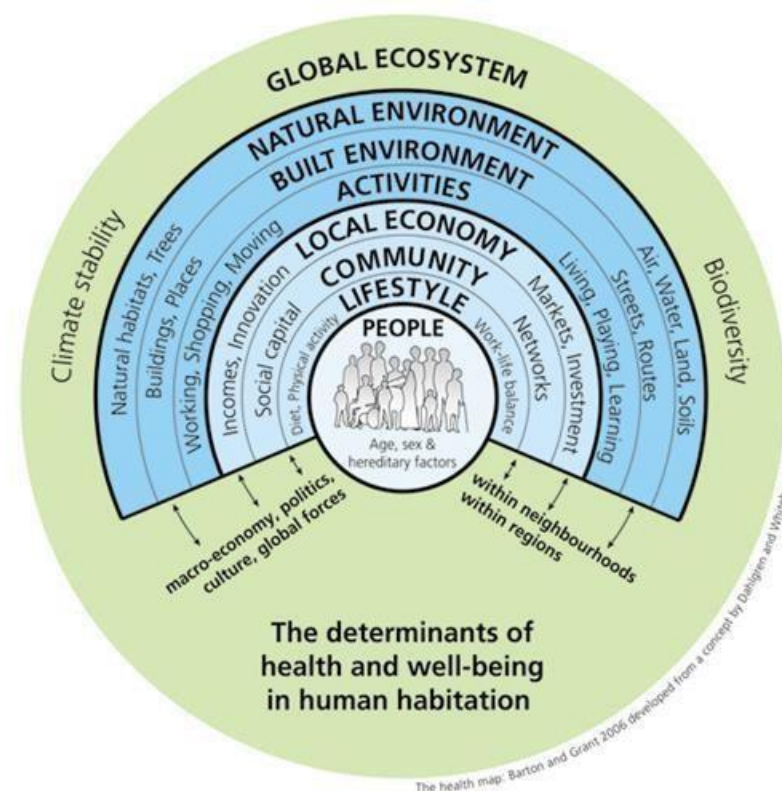 GLOBAL ECOSYSTEM
NATURAL ENVIRONMENT
BUILT ENVIRONMENT
ACTIVITIES
LOCAL ECONOMY
COMMUNITY
LIFESTYLE
PEOPLE
Age, sex &
hereditary factors
Climate stability
Natural habitats, Trees
Buildings, Places
Working, Shopping, Moving
Incomes, Innovation
Social capital
Diet, Physical activity
Work-life balance
Networks
Markets, Investment
Living, Playing, Learning
Streets, Routes
Air, Water, Land, Soils
Biodiversity
macro-economy, politics,
culture, global forces
within neighbourhoods
within regions
The determinants of
health and well-being
in human habitation
The health map: Barton and Grant 2006 developed from a concept by Dahlgren and